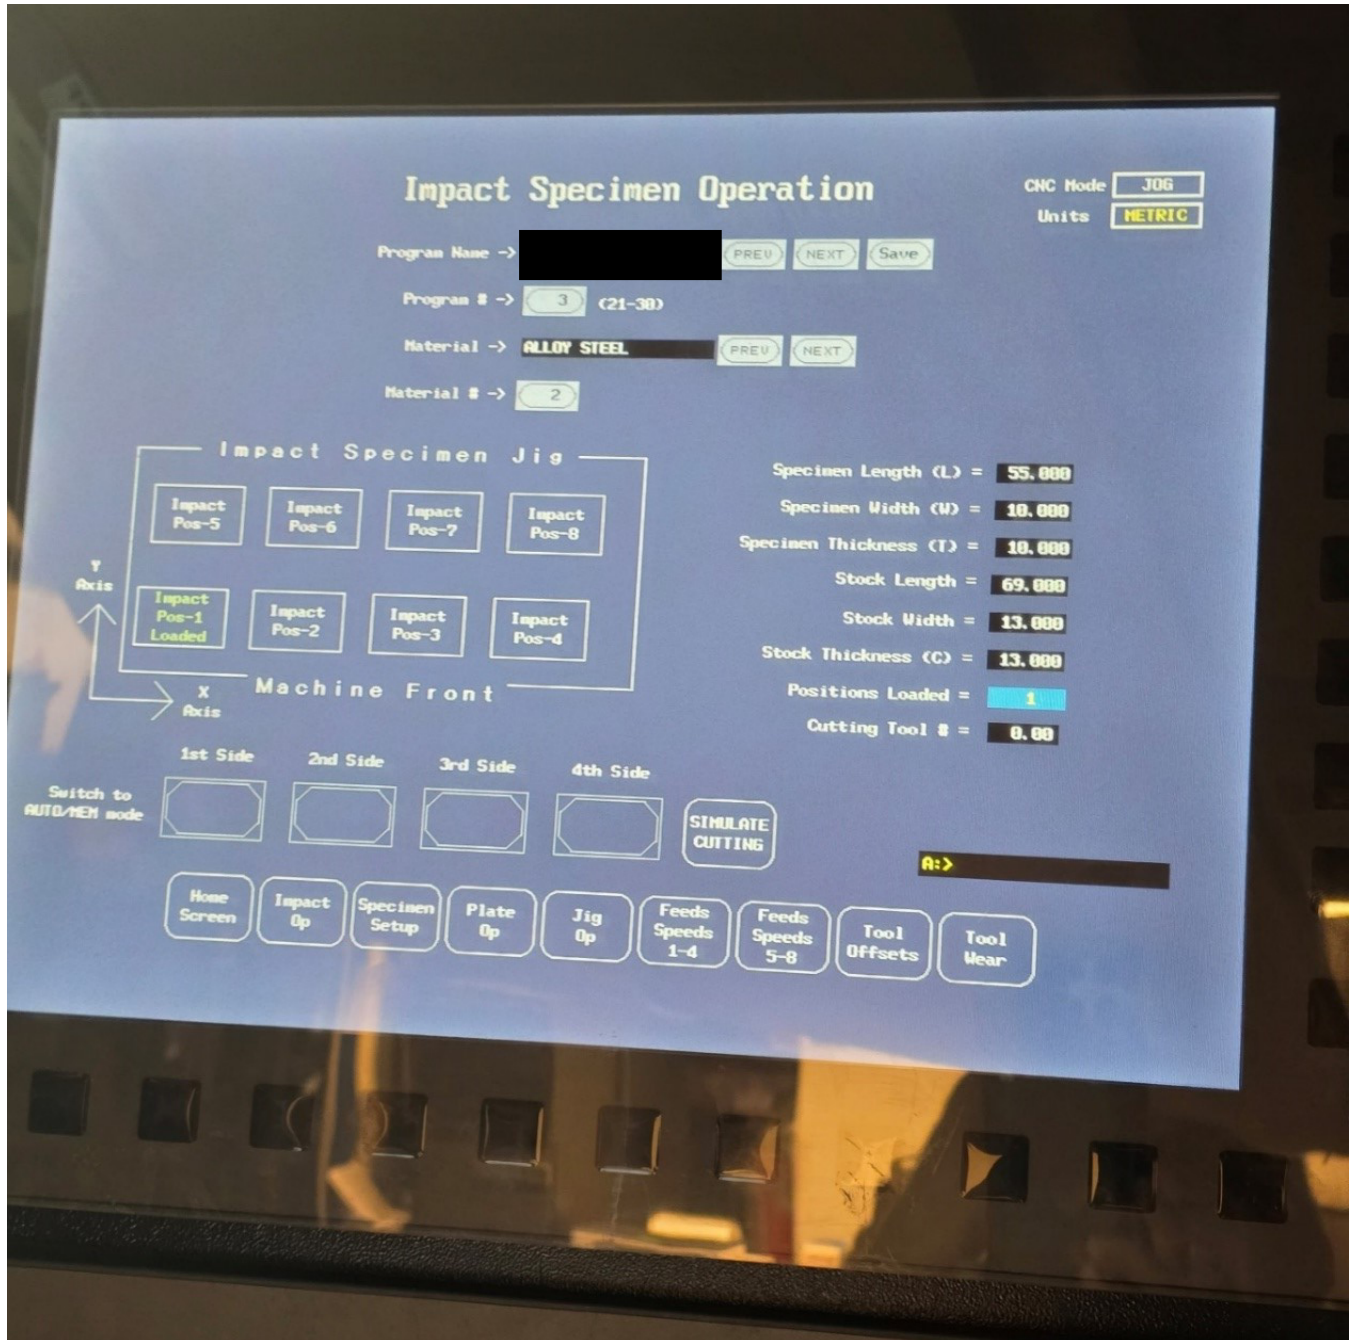 Impact Specimen Operation
CNC Mode JOG
Units METRIC
Program Name -> PREV NEXT Save
Program # -> 3 (21-30)
Material -> ALLOY STEEL PREV NEXT
Material # -> 2
Impact Specimen Jig
Impact Pos-5
Impact Pos-6
Impact Pos-7
Impact Pos-8
Y Axis
Impact Pos-1 Loaded
Impact Pos-2
Impact Pos-3
Impact Pos-4
X Axis
Machine Front
Specimen Length (L) = 55.000
Specimen Width (W) = 10.000
Specimen Thickness (T) = 10.000
Stock Length = 69.000
Stock Width = 13.000
Stock Thickness (C) = 13.000
Positions Loaded = 1
Cutting Tool # = 0.00
1st Side 2nd Side 3rd Side 4th Side
Switch to AUTO/MEM mode
SIMULATE CUTTING
A:>
Home Screen
Impact Op
Specimen Setup
Plate Op
Jig Op
Feeds Speeds 1-4
Feeds Speeds 5-8
Tool Offsets
Tool Wear